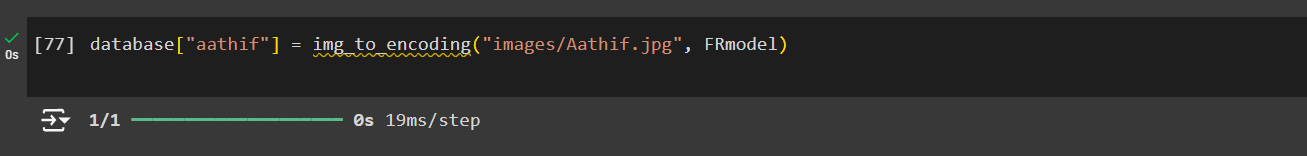 [77] database["aathif"] = img_to_encoding("images/Aathif.jpg", FRmodel)
0s
1/1 ━━━━━━━━━━━━━━━━━━━━ 0s 19ms/step